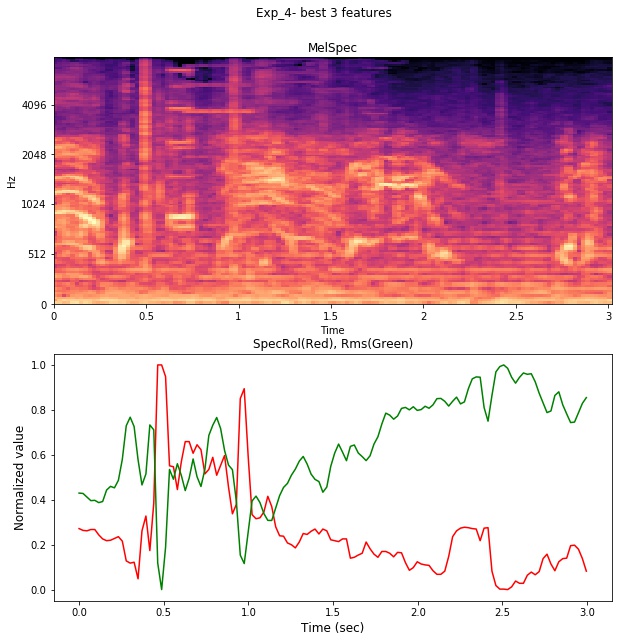 Exp_4- best 3 features
MelSpec
4096
2048
1024
512
0
Hz
0 0.5 1 1.5 2 2.5 3
Time
SpecRol(Red), Rms(Green)
1.0
0.8
0.6
0.4
0.2
0.0
Normalized value
0.0 0.5 1.0 1.5 2.0 2.5 3.0
Time (sec)